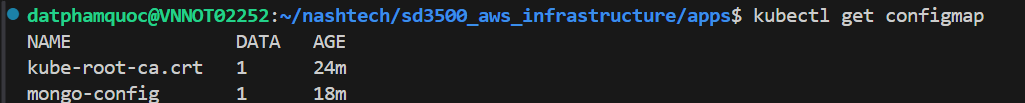 datphamquoc@VNNOT02252:~/nashtech/sd3500_aws_infrastructure/apps$ kubectl get configmap
NAME DATA AGE
kube-root-ca.crt 1 24m
mongo-config 1 18m